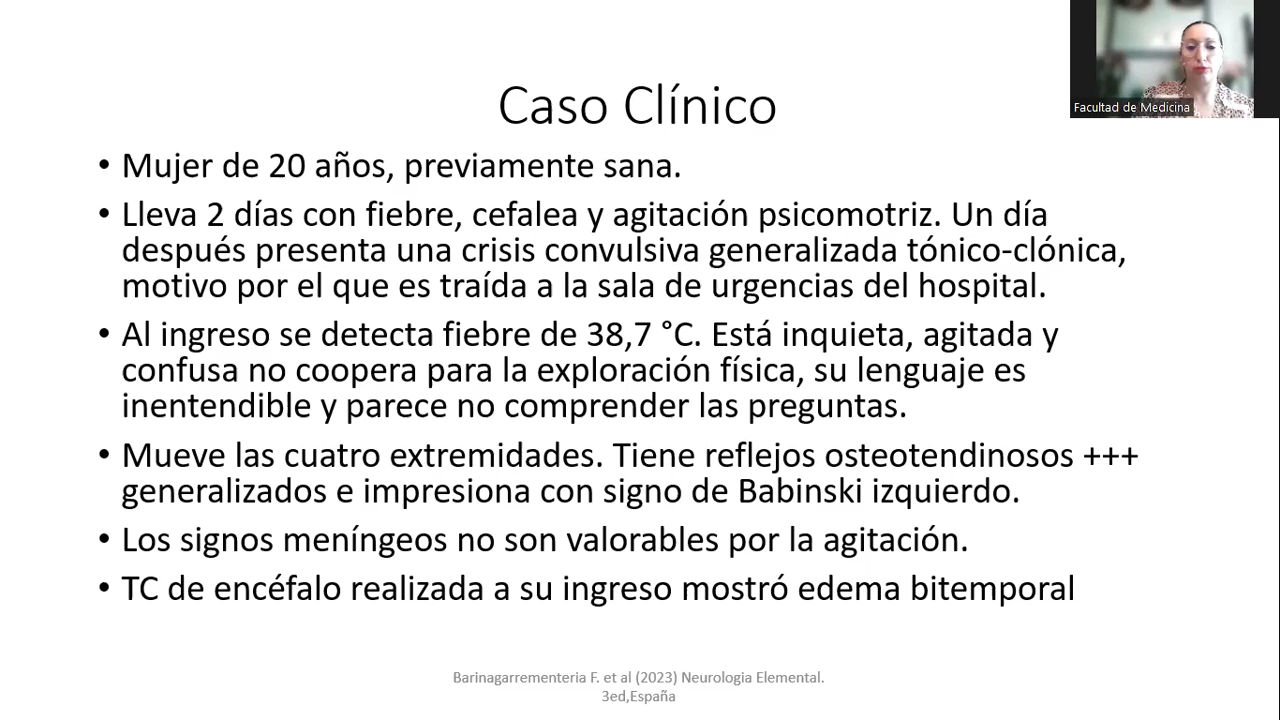 Facultad de Medicina
Caso Clínico
• Mujer de 20 años, previamente sana.
• Lleva 2 días con fiebre, cefalea y agitación psicomotriz. Un día
después presenta una crisis convulsiva generalizada tónico-clónica,
motivo por el que es traída a la sala de urgencias del hospital.
• Al ingreso se detecta fiebre de 38,7 °C. Está inquieta, agitada y
confusa no coopera para la exploración física, su lenguaje es
inentendible y parece no comprender las preguntas.
• Mueve las cuatro extremidades. Tiene reflejos osteotendinosos +++
generalizados e impresiona con signo de Babinski izquierdo.
• Los signos meníngeos no son valorables por la agitación.
• TC de encéfalo realizada a su ingreso mostró edema bitemporal
Barinagarrementeria F. et al (2023) Neurologia Elemental.
3ed,España